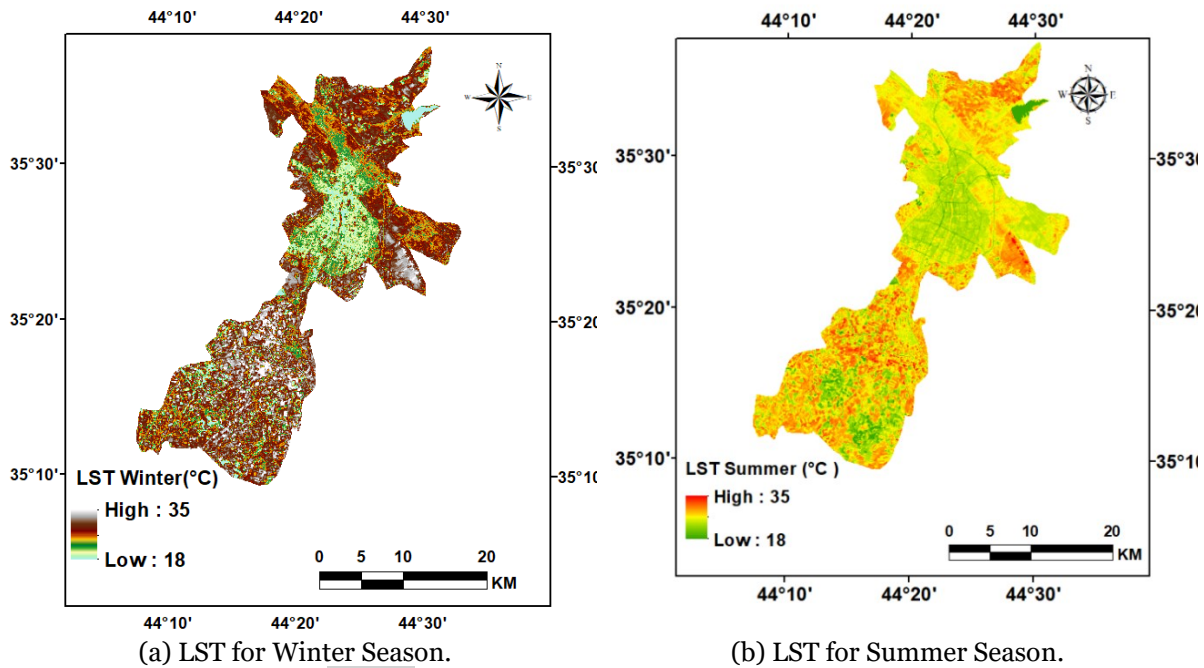 44°10' 44°20' 44°30'
N
W E
S
35°30' 35°30'
35°20' 35°20'
35°10' 35°10'
LST Winter(°C)
High : 35
Low : 18
0 5 10 20
KM
44°10' 44°20' 44°30'
(a) LST for Winter Season.
44°10' 44°20' 44°30'
N
W E
S
35°30' 35°30'
35°20' 35°20'
35°10' 35°10'
LST Summer (°C )
High : 35
Low : 18
0 5 10 20
KM
44°10' 44°20' 44°30'
(b) LST for Summer Season.